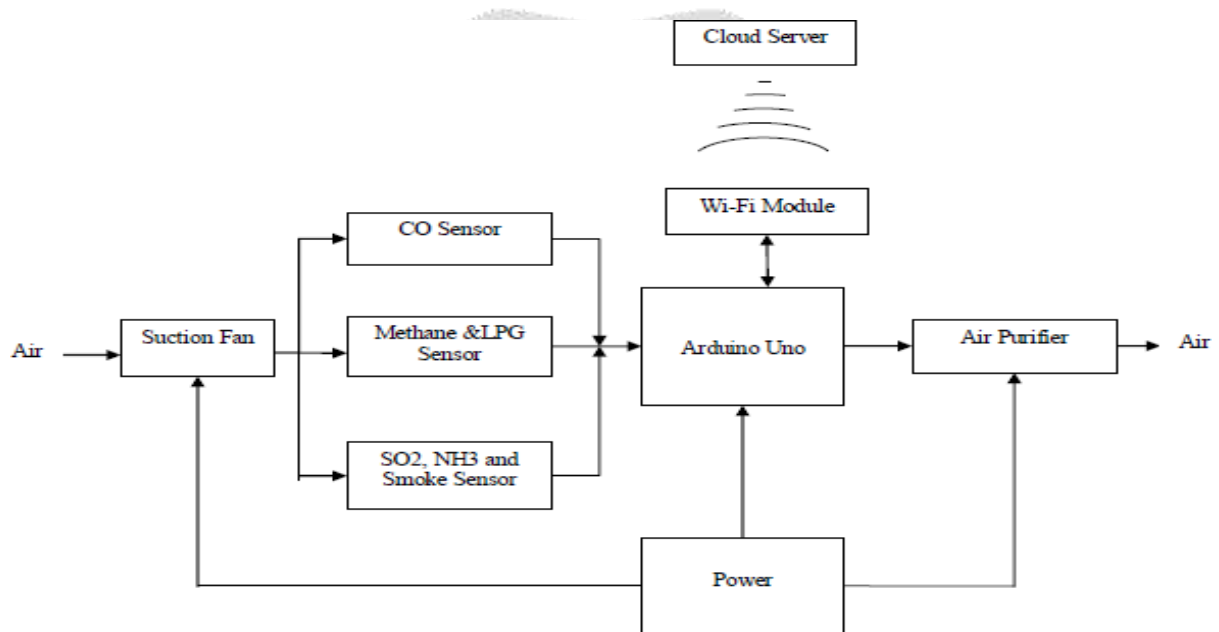 Cloud Server
Wi-Fi Module
CO Sensor
Air
Suction Fan
Methane &LPG
Sensor
Arduino Uno
Air Purifier
Air
SO2, NH3 and
Smoke Sensor
Power